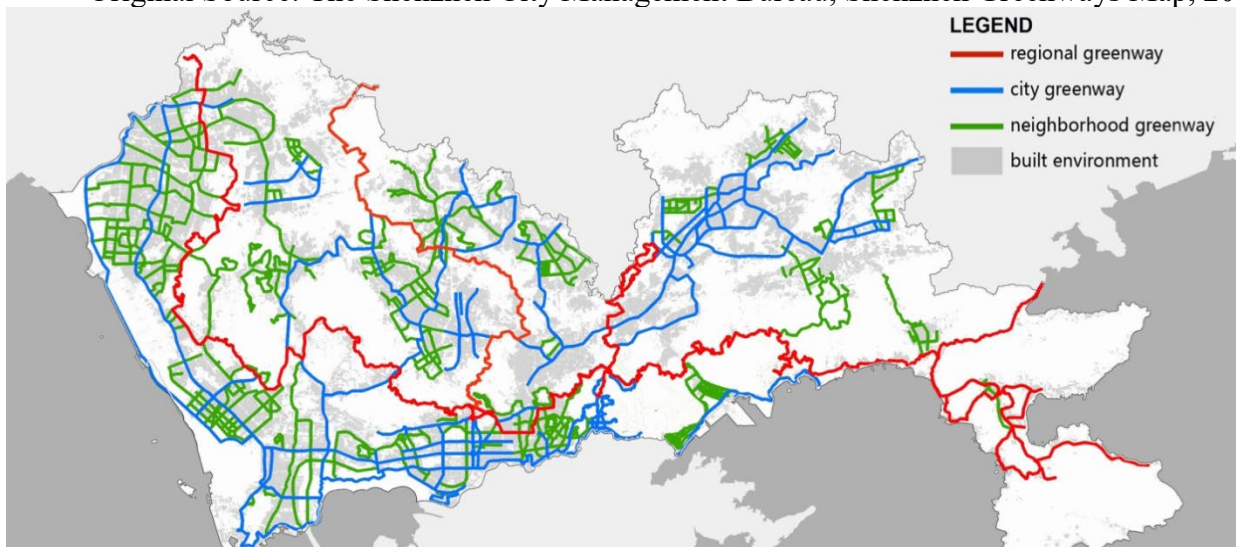 Original Source: The Shenzhen City Management Bureau, Shenzhen Greenways Map, 20
LEGEND
regional greenway
city greenway
neighborhood greenway
built environment